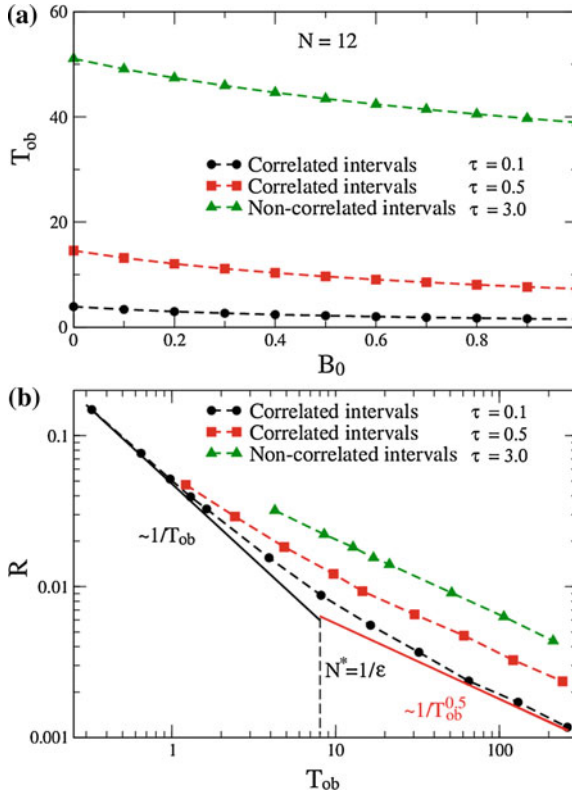 (a)
60
N = 12
40
T_ob
Correlated intervals τ = 0.1
Correlated intervals τ = 0.5
Non-correlated intervals τ = 3.0
20
0
0 0.2 0.4 0.6 0.8
B_0
(b)
Correlated intervals τ = 0.1
Correlated intervals τ = 0.5
Non-correlated intervals τ = 3.0
0.1
~1/T_ob
R
0.01
N^*=1/ε
~1/T_ob^0.5
0.001
1 10 100
T_ob